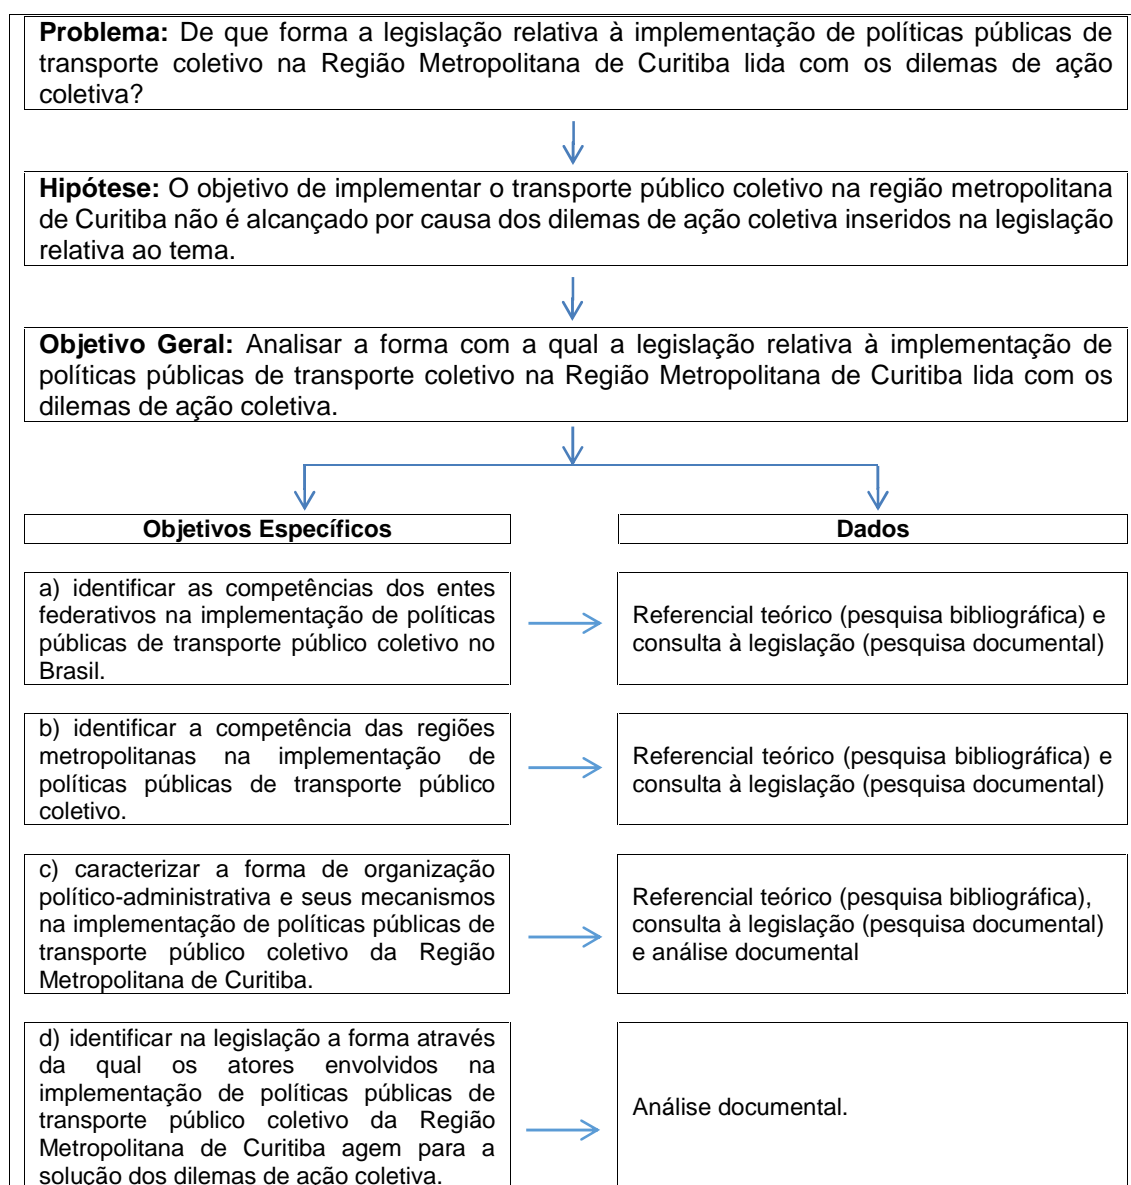 Problema: De que forma a legislação relativa à implementação de políticas públicas de
transporte coletivo na Região Metropolitana de Curitiba lida com os dilemas de ação
coletiva?
Hipótese: O objetivo de implementar o transporte público coletivo na região metropolitana
de Curitiba não é alcançado por causa dos dilemas de ação coletiva inseridos na legislação
relativa ao tema.
Objetivo Geral: Analisar a forma com a qual a legislação relativa à implementação de
políticas públicas de transporte coletivo na Região Metropolitana de Curitiba lida com os
dilemas de ação coletiva.
Objetivos Específicos
Dados
a) identificar as competências dos entes
federativos na implementação de políticas
públicas de transporte público coletivo no
Brasil.
Referencial teórico (pesquisa bibliográfica) e
consulta à legislação (pesquisa documental)
b) identificar a competência das regiões
metropolitanas na implementação de
políticas públicas de transporte público
coletivo.
Referencial teórico (pesquisa bibliográfica) e
consulta à legislação (pesquisa documental)
c) caracterizar a forma de organização
político-administrativa e seus mecanismos
na implementação de políticas públicas de
transporte público coletivo da Região
Metropolitana de Curitiba.
Referencial teórico (pesquisa bibliográfica),
consulta à legislação (pesquisa documental)
e análise documental
d) identificar na legislação a forma através
da qual os atores envolvidos na
implementação de políticas públicas de
transporte público coletivo da Região
Metropolitana de Curitiba agem para a
solução dos dilemas de ação coletiva.
Análise documental.